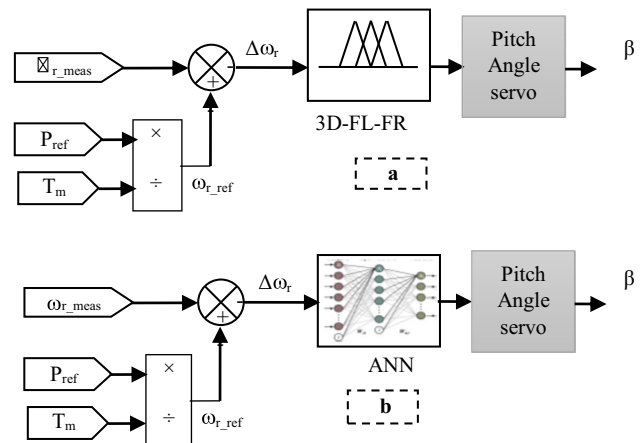 □ r_meas
+
Δωr
3D-FL-FR
Pitch
Angle
servo
β
Pref
Tm
×
÷
ωr_ref
a
ωr_meas
+
Δωr
ANN
Pitch
Angle
servo
β
Pref
Tm
×
÷
ωr_ref
b